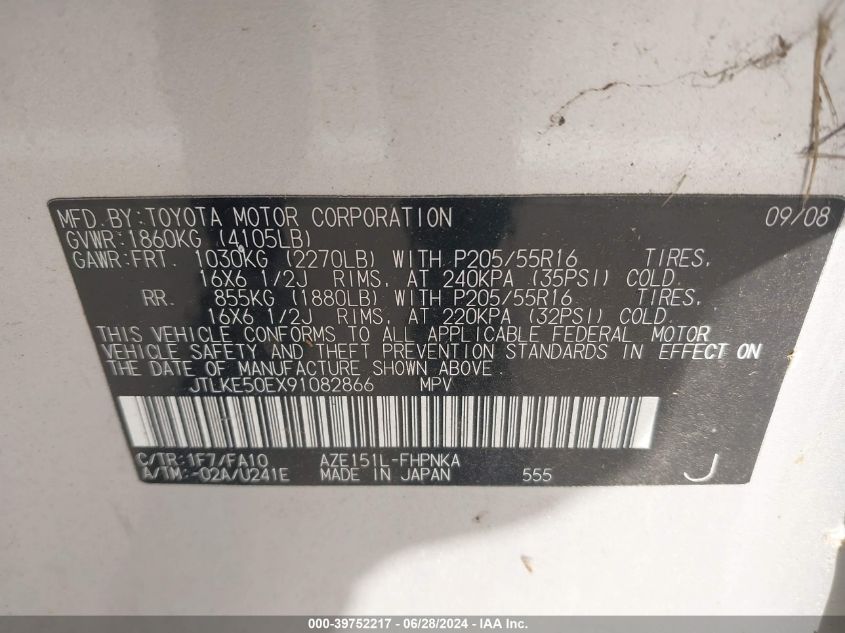 MFD.BY:TOYOTA MOTOR CORPORATION 09/08
GVWR:1860KG (4105LB)
GAWR:FRT. 1030KG (2270LB) WITH P205/55R16 TIRES,
16X6 1/2J RIMS, AT 240KPA (35PSI) COLD.
RR. 855KG (1880LB) WITH P205/55R16 TIRES,
16X6 1/2J RIMS, AT 220KPA (32PSI) COLD.
THIS VEHICLE CONFORMS TO ALL APPLICABLE FEDERAL MOTOR
VEHICLE SAFETY AND THEFT PREVENTION STANDARDS IN EFFECT ON
THE DATE OF MANUFACTURE SHOWN ABOVE.
JTLKE50EX91082866 MPV
C/TR:1F7/FA10 AZE151L-FHPNKA
A/TM:-02A/U241E MADE IN JAPAN 555 J
000-39752217 - 06/28/2024 - IAA Inc.